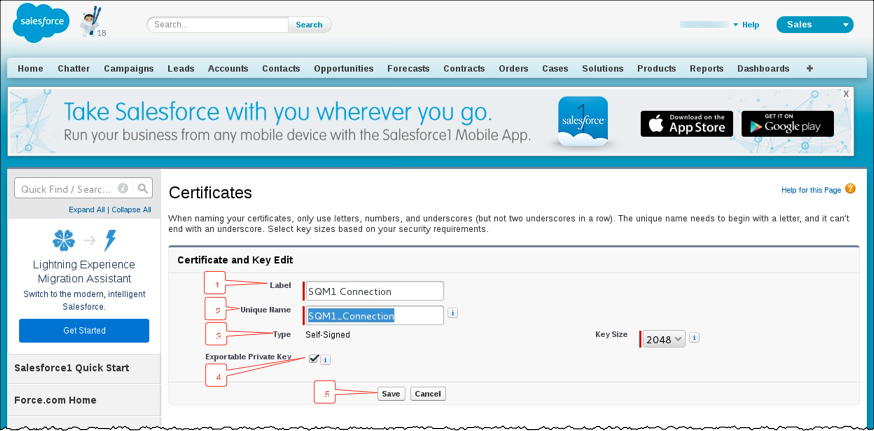 salesforce
18
Search...
Search
Help
Sales
Home Chatter Campaigns Leads Accounts Contacts Opportunities Forecasts Contracts Orders Cases Solutions Products Reports Dashboards +
Take Salesforce with you wherever you go.
Run your business from any mobile device with the Salesforce1 Mobile App.
1
salesforce
Download on the
App Store
GET IT ON
Google play
X
Quick Find / Searc...
i
Expand All | Collapse All
Lightning Experience
Migration Assistant
Switch to the modern, intelligent
Salesforce.
Get Started
Salesforce1 Quick Start
Force.com Home
Certificates
Help for this Page ?
When naming your certificates, only use letters, numbers, and underscores (but not two underscores in a row). The unique name needs to begin with a letter, and it can't
end with an underscore. Select key sizes based on your security requirements.
Certificate and Key Edit
1 Label SQM1 Connection
2 Unique Name SQM1_Connection i
3 Type Self-Signed Key Size 2048 i
Exportable Private Key i
4
5 Save Cancel